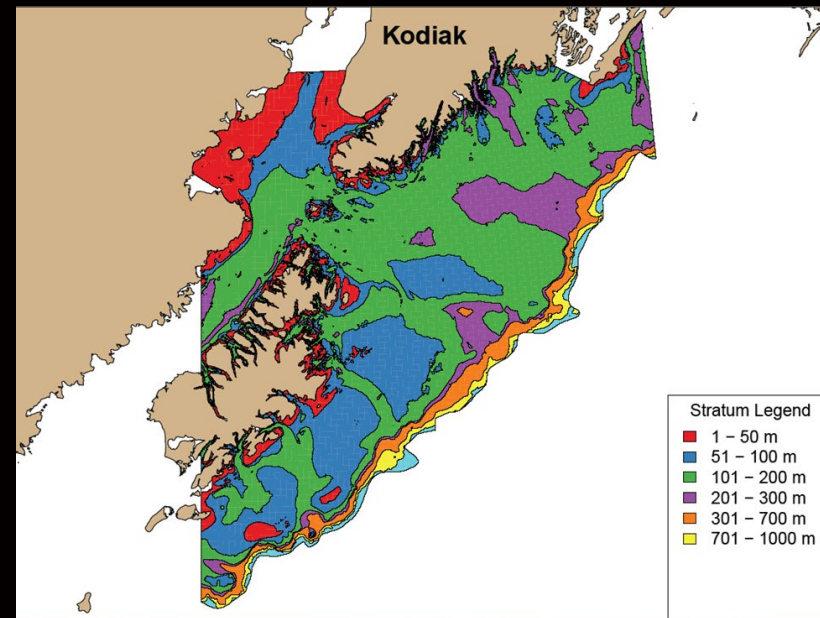 Kodiak
Stratum Legend
1 – 50 m
51 – 100 m
101 – 200 m
201 – 300 m
301 – 700 m
701 – 1000 m